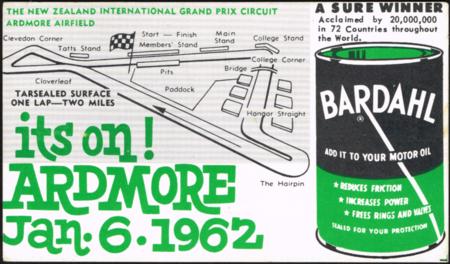 THE NEW ZEALAND INTERNATIONAL GRAND PRIX CIRCUIT
ARDMORE AIRFIELD
Clevedon Corner
Tatts Stand
Start — Finish
Members' Stand
Main Stand
College Stand
College Corner
Bridge
Pits
Cloverleaf
Paddock
TARSEALED SURFACE
ONE LAP—TWO MILES
Hangar Straight
The Hairpin
its on!
ARDMORE
Jan. 6. 1962
A SURE WINNER
Acclaimed by 20,000,000
in 72 Countries throughout
the World.
BARDAHL
®
ADD IT TO YOUR MOTOR OIL
★ REDUCES FRICTION
★ INCREASES POWER
★ FREES RINGS AND VALVES
SEALED FOR YOUR PROTECTION